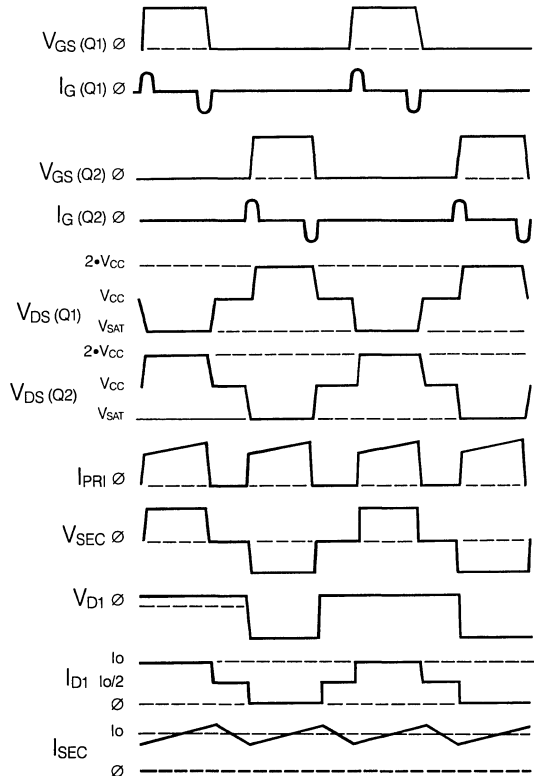 VGS (Q1) Ø
IG (Q1) Ø
VGS (Q2) Ø
IG (Q2) Ø
2•VCC
VCC
VDS (Q1)
VSAT
2•VCC
VCC
VDS (Q2)
VSAT
IPRI Ø
VSEC Ø
VD1 Ø
Io
ID1 Io/2
Ø
Io
ISEC
Ø